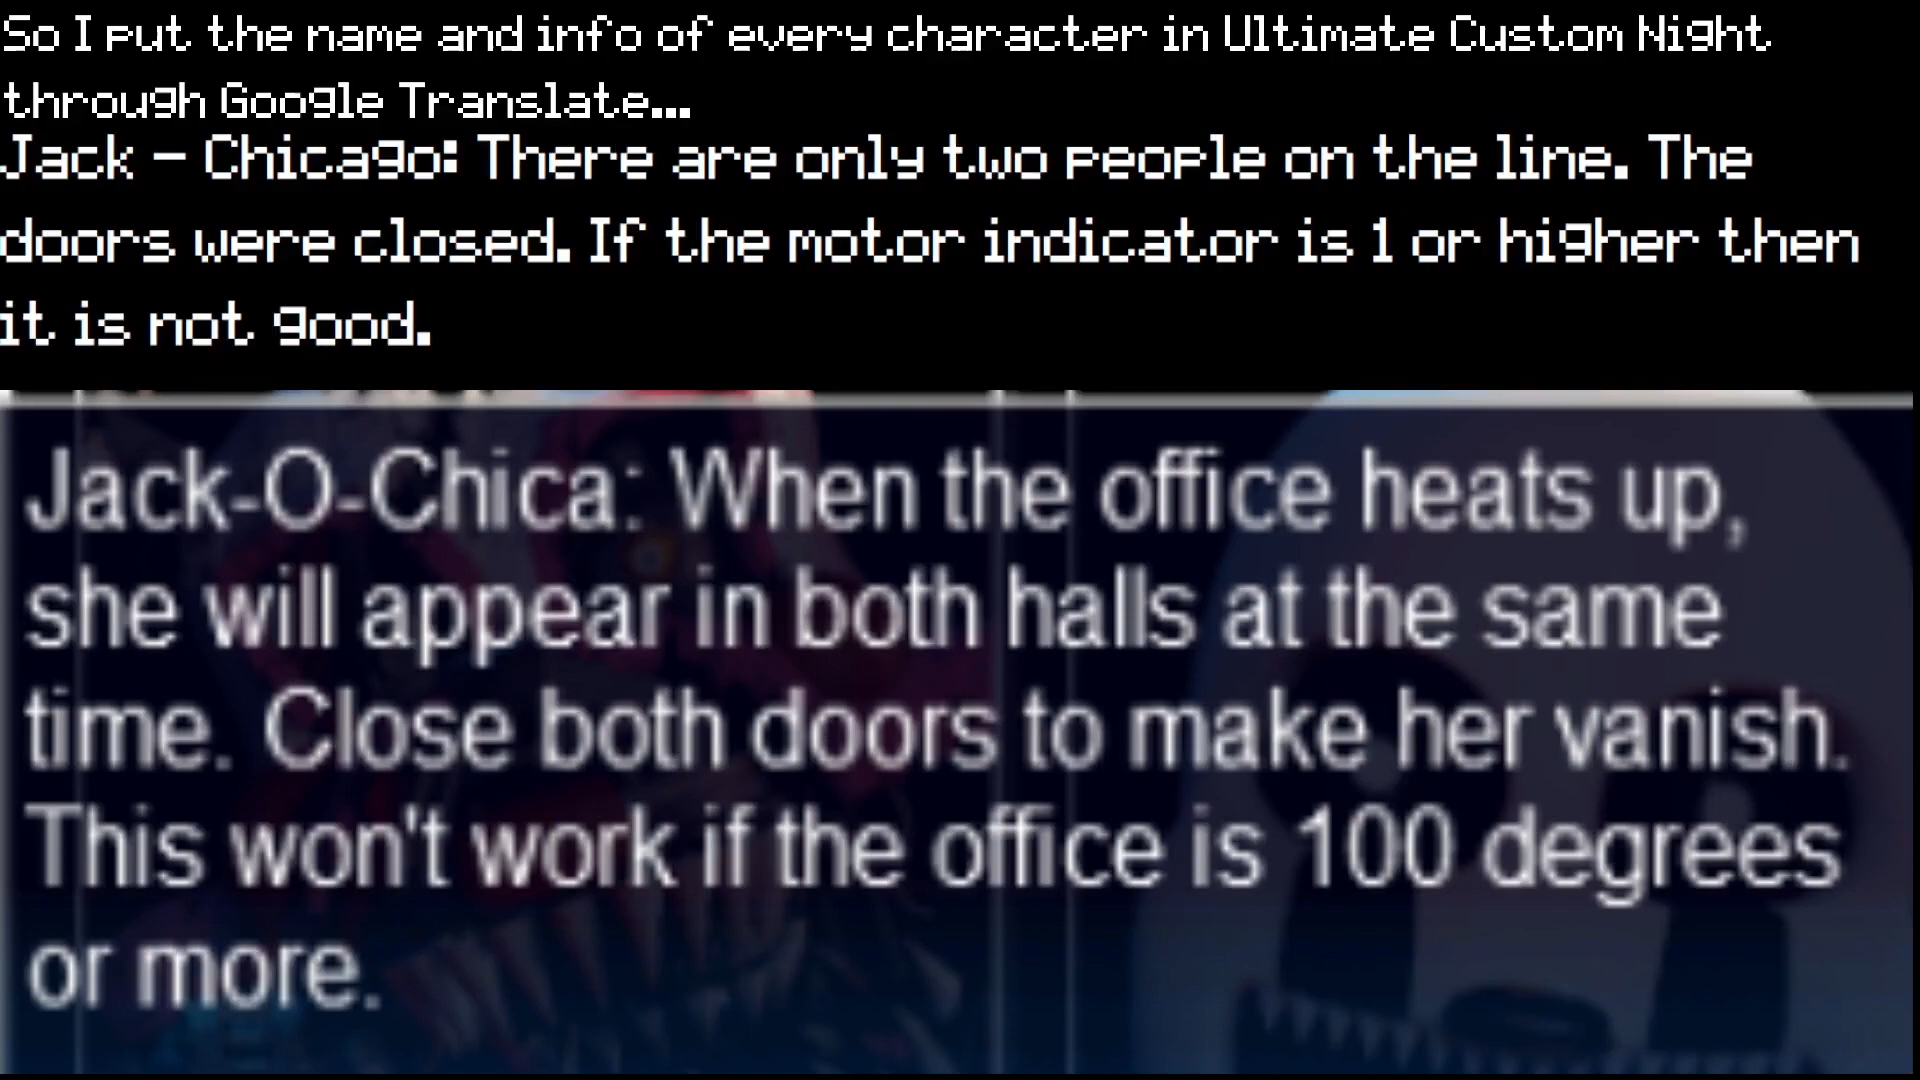 So I put the name and info of every character in Ultimate Custom Night
through Google Translate...
Jack - Chicago: There are only two people on the line. The
doors were closed. If the motor indicator is 1 or higher then
it is not good.
Jack-O-Chica: When the office heats up,
she will appear in both halls at the same
time. Close both doors to make her vanish.
This won't work if the office is 100 degrees
or more.